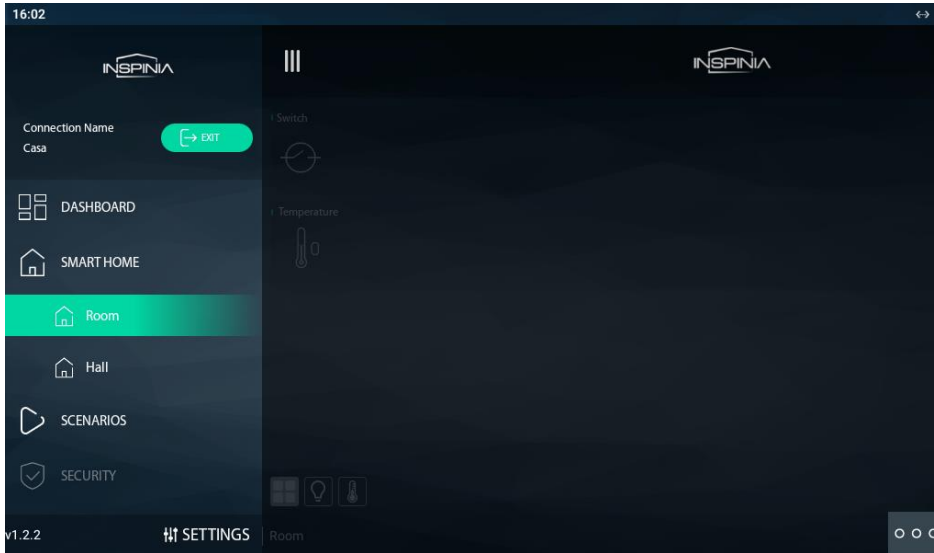 16:02
INSPINIA
INSPINIA
Connection Name
Casa
EXIT
DASHBOARD
SMART HOME
Room
Hall
SCENARIOS
SECURITY
v1.2.2
SETTINGS
Switch
Temperature
0
Room